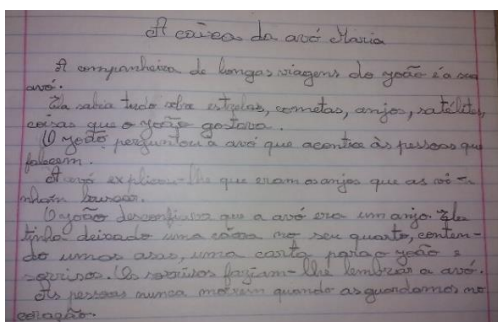 A caixa da avó Maria
A companheira de longas viagens do João é a sua
avó.
Ela sabia tudo sobre estrelas, cometas, anjos, satélites,
coisas que o João gostava.
O João perguntou a avó que acontece às pessoas que
falecem.
A avó explicou-lhe que eram os anjos que as vi-
nham buscar.
O João desconfiava que a avó era um anjo. Ela
tinha deixado uma caixa no seu quarto, conten-
do umas asas, uma carta para o João e
sorrisos. Os sorrisos faziam-lhe lembrar a avó.
As pessoas nunca morrem quando as guardamos no
coração.